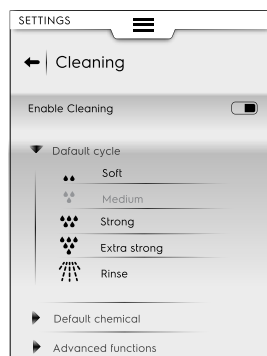 SETTINGS
Cleaning
Enable Cleaning
Dafault cycle
Soft
Medium
Strong
Extra strong
Rinse
Default chemical
Advanced functions